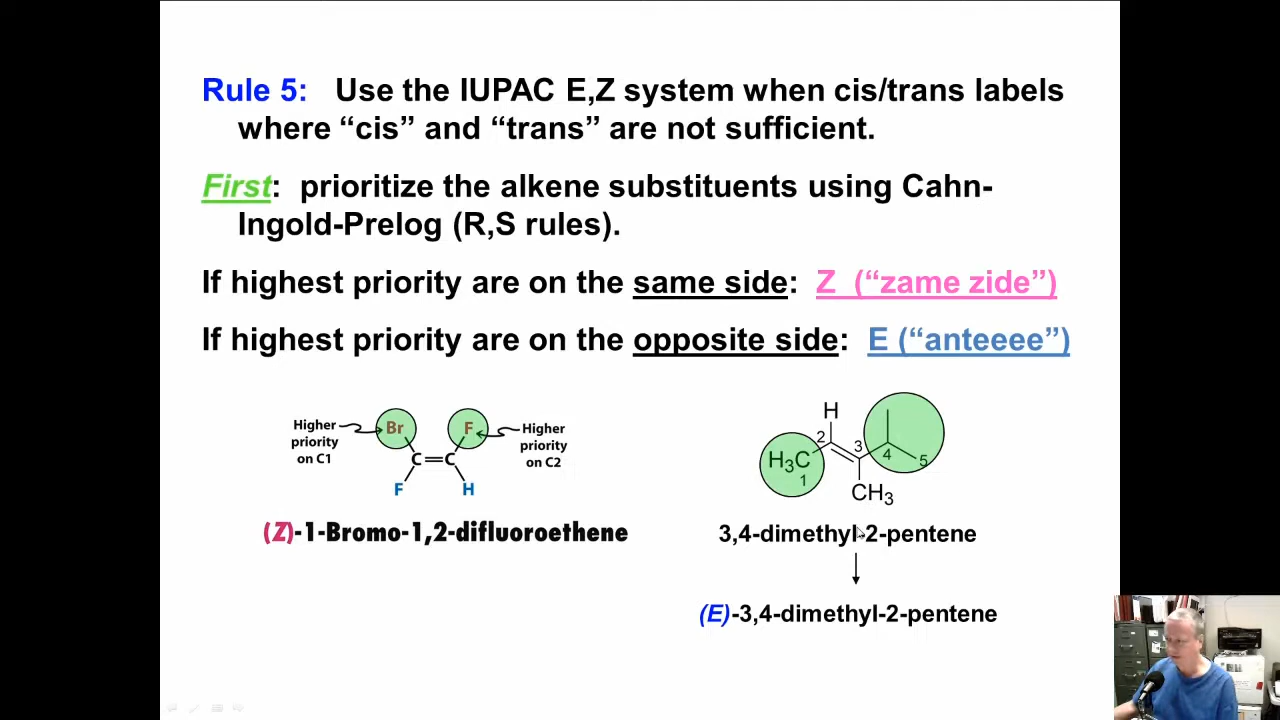 Rule 5: Use the IUPAC E,Z system when cis/trans labels
where “cis” and “trans” are not sufficient.
First: prioritize the alkene substituents using Cahn-
Ingold-Prelog (R,S rules).
If highest priority are on the same side: Z (“zame zide”)
If highest priority are on the opposite side: E (“anteeee”)
Higher
priority
on C1
Br
F
Higher
priority
on C2
C=C
F
H
(Z)-1-Bromo-1,2-difluoroethene
H
2
3
H3C
1
4
5
CH3
3,4-dimethyl-2-pentene
(E)-3,4-dimethyl-2-pentene